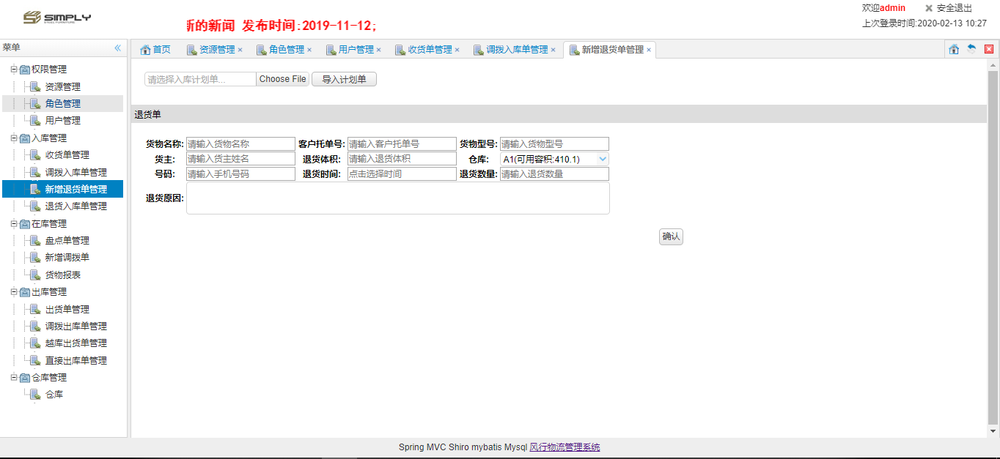 SIMPLY
STEEL FURNITURE
新的新闻 发布时间:2019-11-12;
欢迎admin 安全退出
上次登录时间:2020-02-13 10:27
菜单
首页 资源管理 角色管理 用户管理 收货单管理 调拨入库单管理 新增退货单管理
权限管理
资源管理
角色管理
用户管理
入库管理
收货单管理
调拨入库单管理
新增退货单管理
退货入库单管理
在库管理
盘点单管理
新增调拨单
货物报表
出库管理
出货单管理
调拨出库单管理
越库出货单管理
直接出库单管理
仓库管理
仓库
请选择入库计划单... Choose File 导入计划单
退货单
货物名称: 请输入货物名称 客户托单号: 请输入客户托单号 货物型号: 请输入货物型号
货主: 请输入货主姓名 退货体积: 请输入退货体积 仓库: A1(可用容积:410.1)
号码: 请输入手机号码 退货时间: 点击选择时间 退货数量: 请输入退货数量
退货原因:
确认
Spring MVC Shiro mybatis Mysql 风行物流管理系统